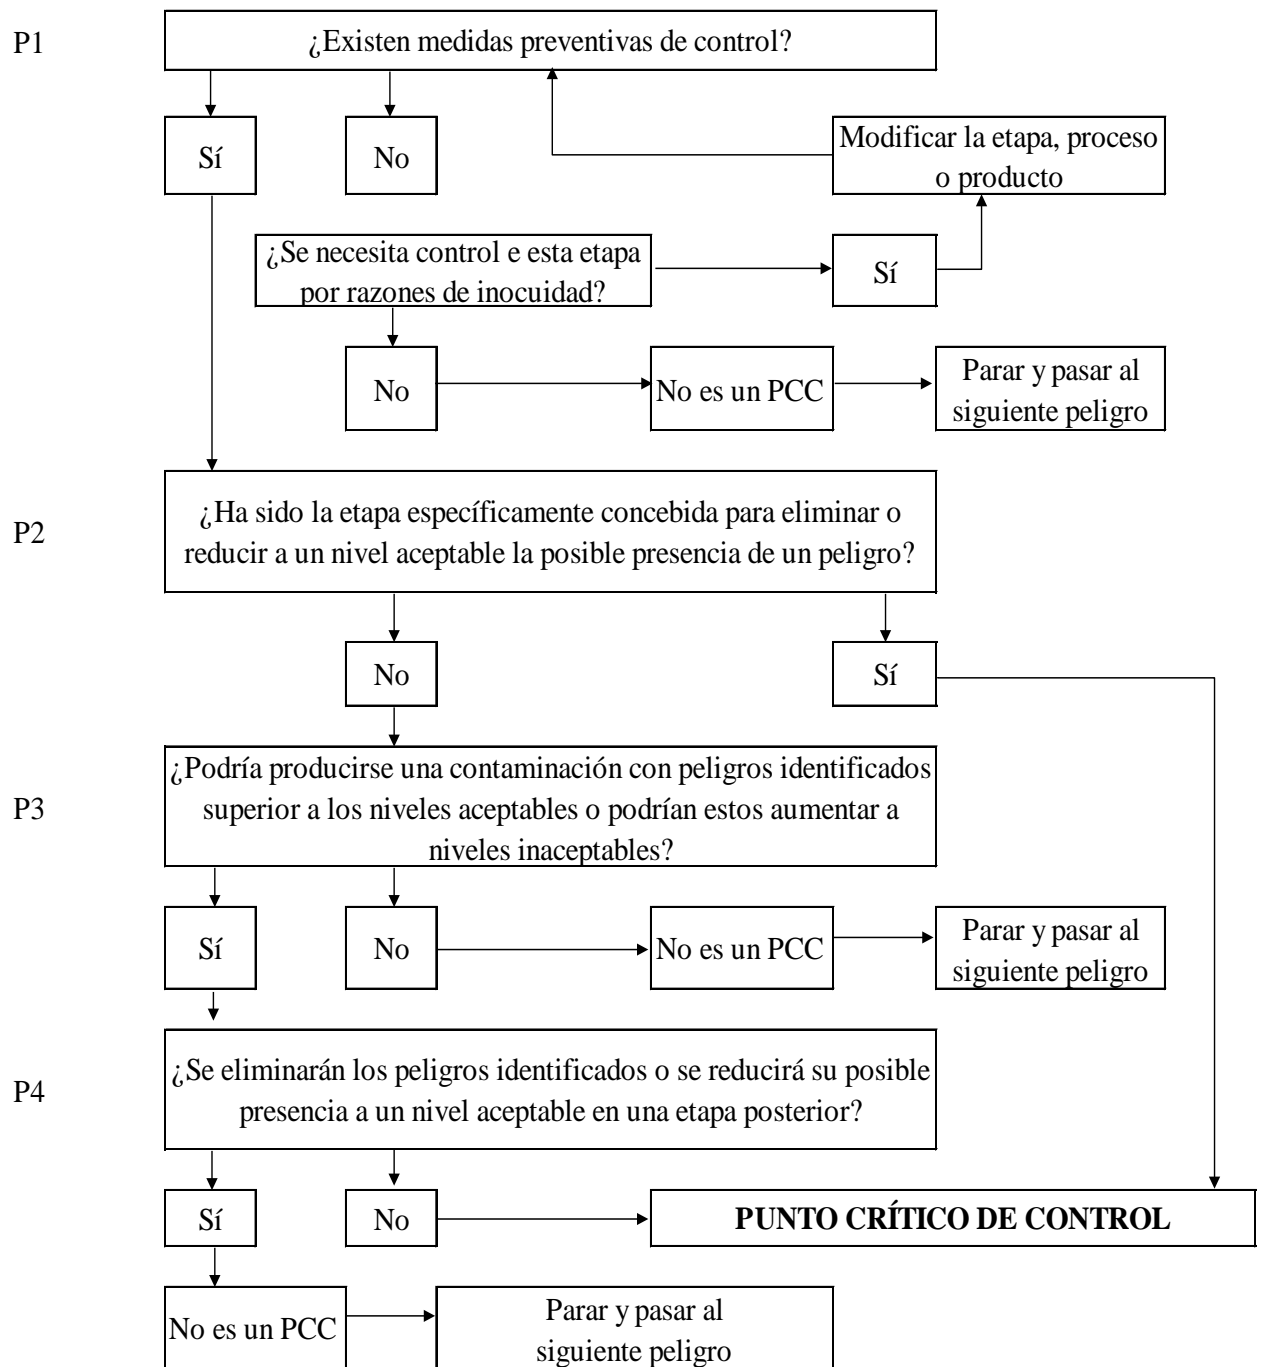 P1
¿Existen medidas preventivas de control?
Sí
No
Modificar la etapa, proceso
o producto
¿Se necesita control e esta etapa
por razones de inocuidad?
Sí
No
No es un PCC
Parar y pasar al
siguiente peligro
P2
¿Ha sido la etapa específicamente concebida para eliminar o
reducir a un nivel aceptable la posible presencia de un peligro?
No
Sí
P3
¿Podría producirse una contaminación con peligros identificados
superior a los niveles aceptables o podrían estos aumentar a
niveles inaceptables?
Sí
No
No es un PCC
Parar y pasar al
siguiente peligro
P4
¿Se eliminarán los peligros identificados o se reducirá su posible
presencia a un nivel aceptable en una etapa posterior?
Sí
No
PUNTO CRÍTICO DE CONTROL
No es un PCC
Parar y pasar al
siguiente peligro